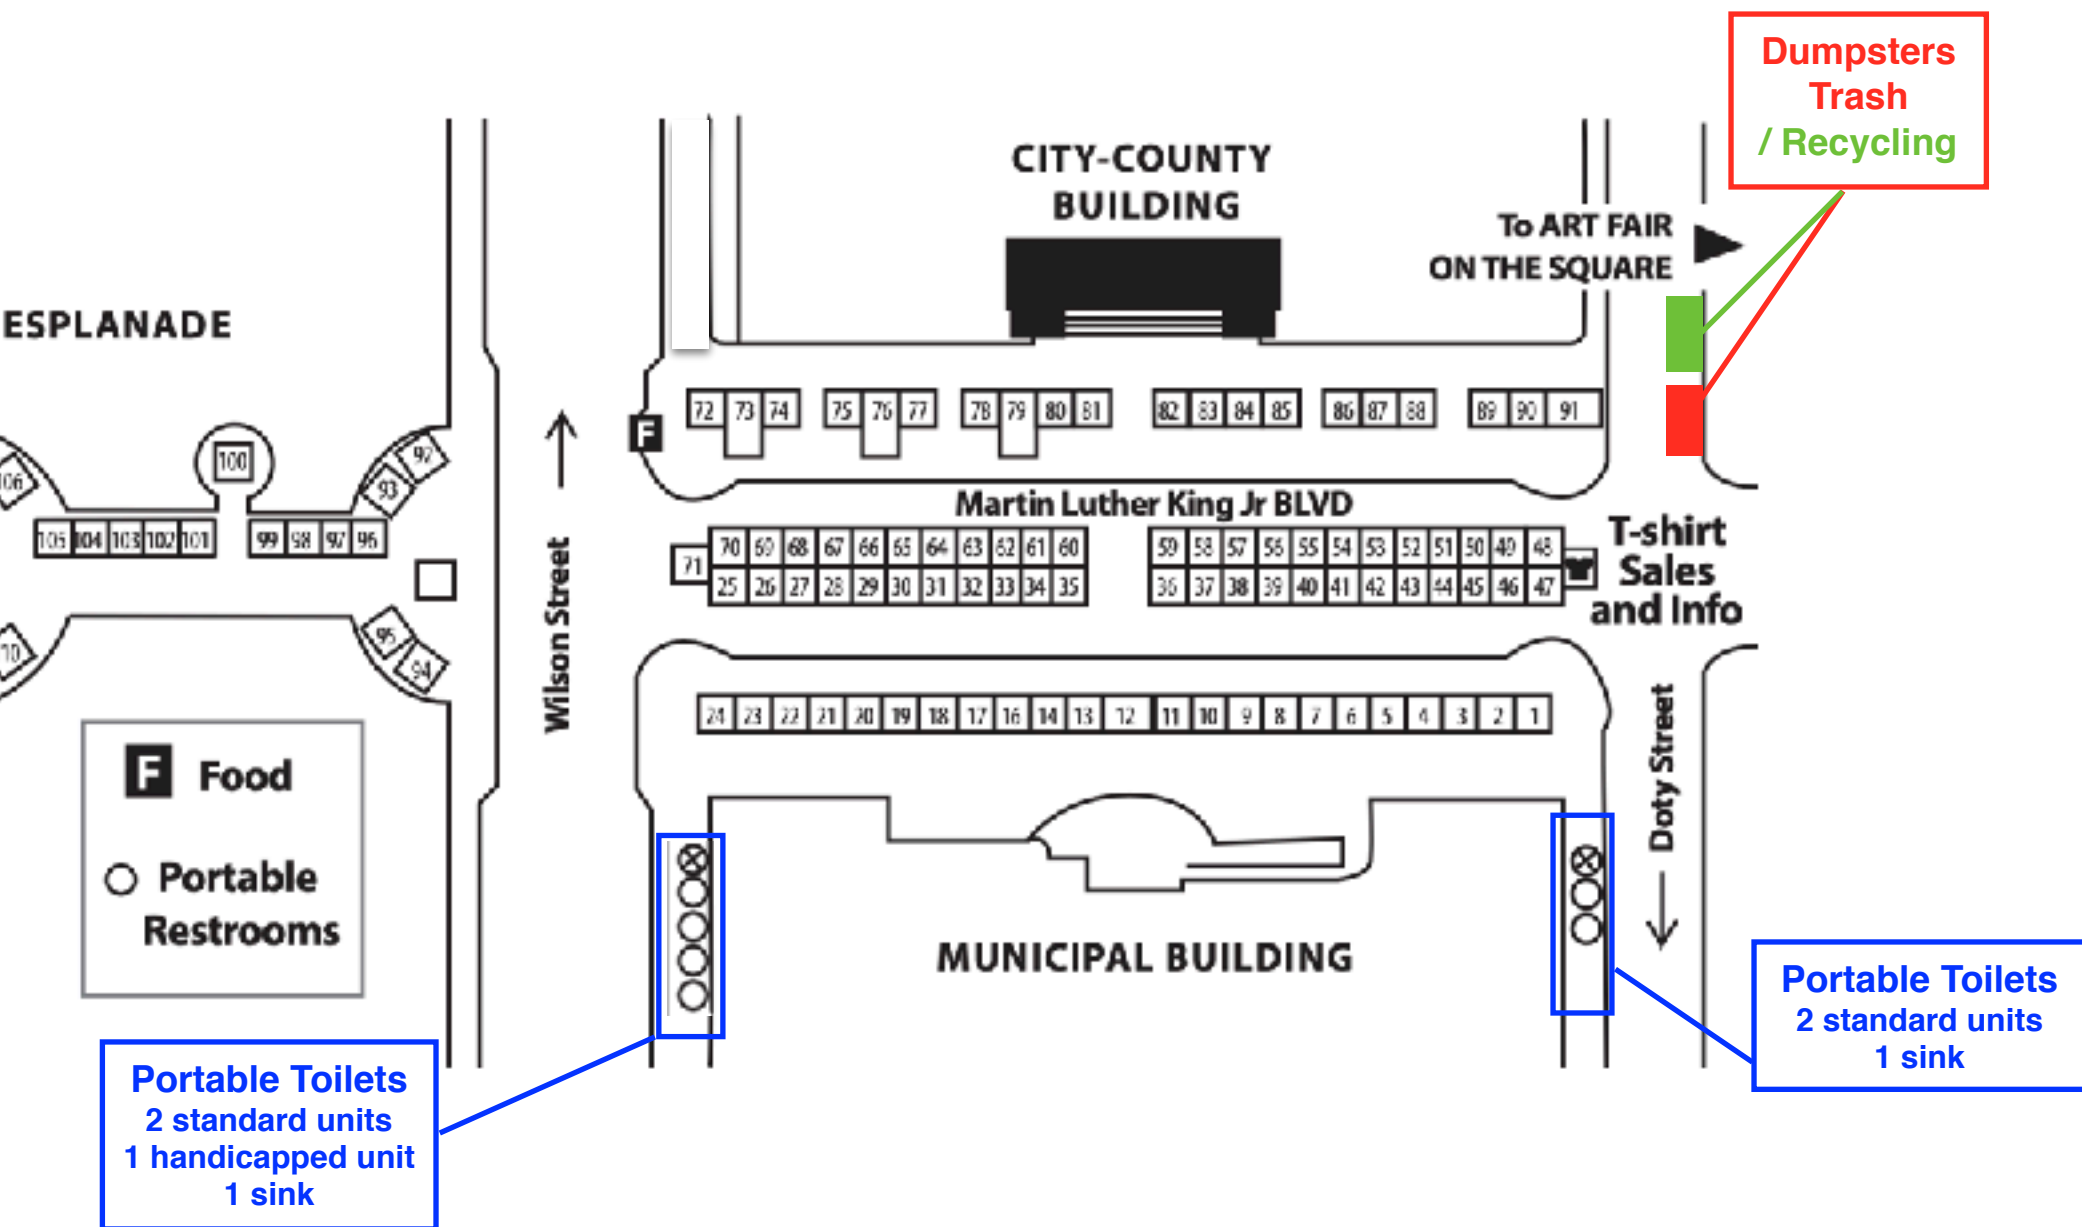 Dumpsters
Trash
/ Recycling
CITY-COUNTY
BUILDING
To ART FAIR
ON THE SQUARE
ESPLANADE
72 73 74 75 76 77 78 79 80 81 82 83 84 85 86 87 88 89 90 91
F
100
92
93
106
Martin Luther King Jr BLVD
105 104 103 102 101 99 98 97 96
T-shirt
Sales
and Info
70 69 68 67 66 65 64 63 62 61 60 59 58 57 56 55 54 53 52 51 50 49 48
71
25 26 27 28 29 30 31 32 33 34 35 36 37 38 39 40 41 42 43 44 45 46 47
Wilson Street
95
94
10
24 23 22 21 20 19 18 17 16 14 13 12 11 10 9 8 7 6 5 4 3 2 1
Doty Street
F Food
Portable
Restrooms
MUNICIPAL BUILDING
Portable Toilets
2 standard units
1 sink
Portable Toilets
2 standard units
1 handicapped unit
1 sink